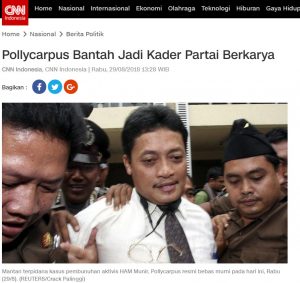 CNN
Indonesia
Home Nasional Internasional Ekonomi Olahraga Teknologi Hiburan Gaya Hidup
Home > Nasional > Berita Politik
Pollycarpus Bantah Jadi Kader Partai Berkarya
CNN Indonesia, CNN Indonesia | Rabu, 29/08/2018 13:28 WIB
Bagikan :
Mantan terpidana kasus pembunuhan aktivis HAM Munir, Pollycarpus resmi bebas murni pada hari ini, Rabu
(29/8). (REUTERS/Crack Palinggi)